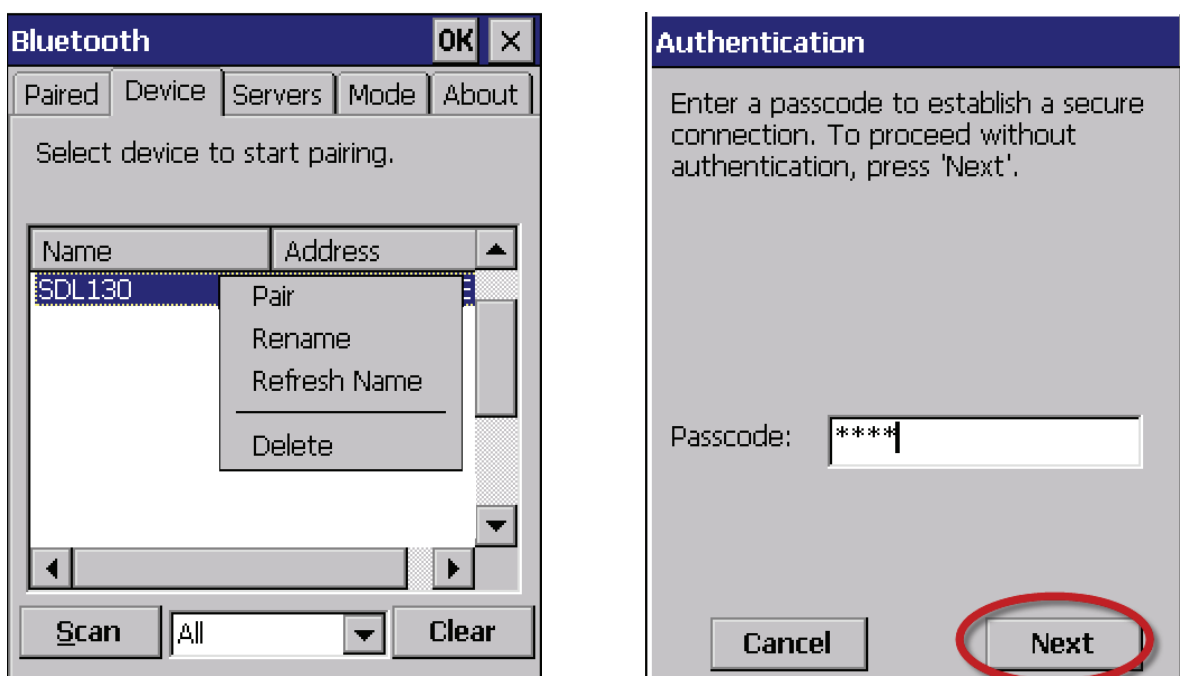 Bluetooth OK ×
Paired Device Servers Mode About
Select device to start pairing.
Name Address
SDL130 E
Pair
Rename
Refresh Name
Delete
Scan All Clear
Authentication
Enter a passcode to establish a secure
connection. To proceed without
authentication, press 'Next'.
Passcode: ****
Cancel Next